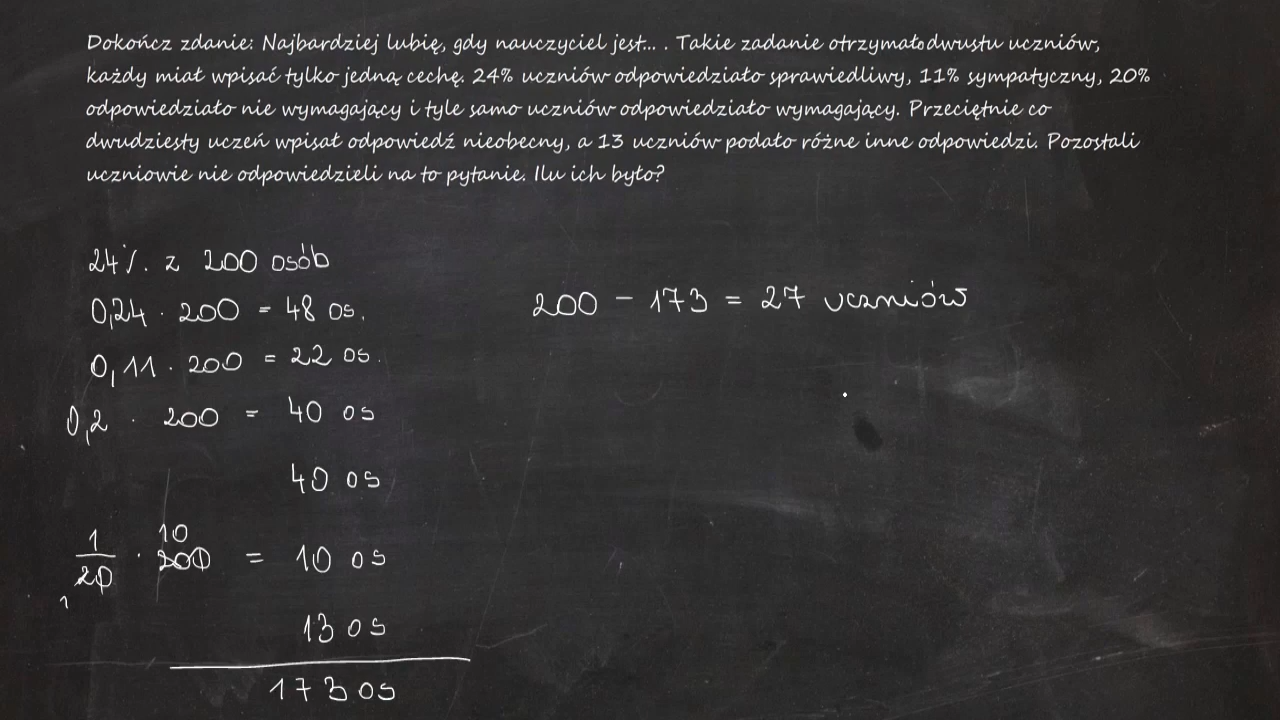 Dokończ zdanie: Najbardziej lubię, gdy nauczyciel jest... . Takie zadanie otrzymało dwustu uczniów,
każdy miał wpisać tylko jedną cechę. 24% uczniów odpowiedziało sprawiedliwy, 11% sympatyczny, 20%
odpowiedziało nie wymagający i tyle samo uczniów odpowiedziało wymagający. Przeciętnie co
dwudziesty uczeń wpisał odpowiedź nieobecny, a 13 uczniów podało różne inne odpowiedzi. Pozostali
uczniowie nie odpowiedzieli na to pytanie. Ilu ich było?
24%. z 200 osób
0,24 · 200 = 48 os.
200 - 173 = 27 uczniów
0,11 · 200 = 22 os.
0,2 · 200 = 40 os
40 os
10
1/20 · 200 = 10 os
1
13 os
173 os